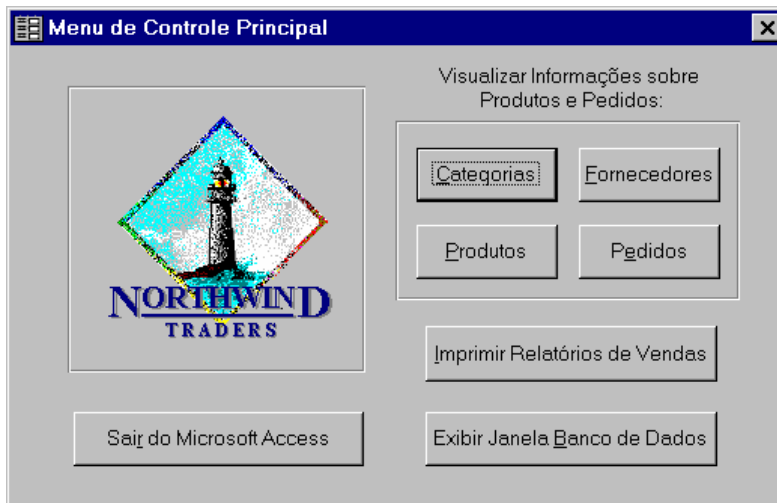 Menu de Controle Principal
Visualizar Informações sobre
Produtos e Pedidos:
Categorias
Fornecedores
Produtos
Pedidos
NORTHWIND
TRADERS
Imprimir Relatórios de Vendas
Sair do Microsoft Access
Exibir Janela Banco de Dados